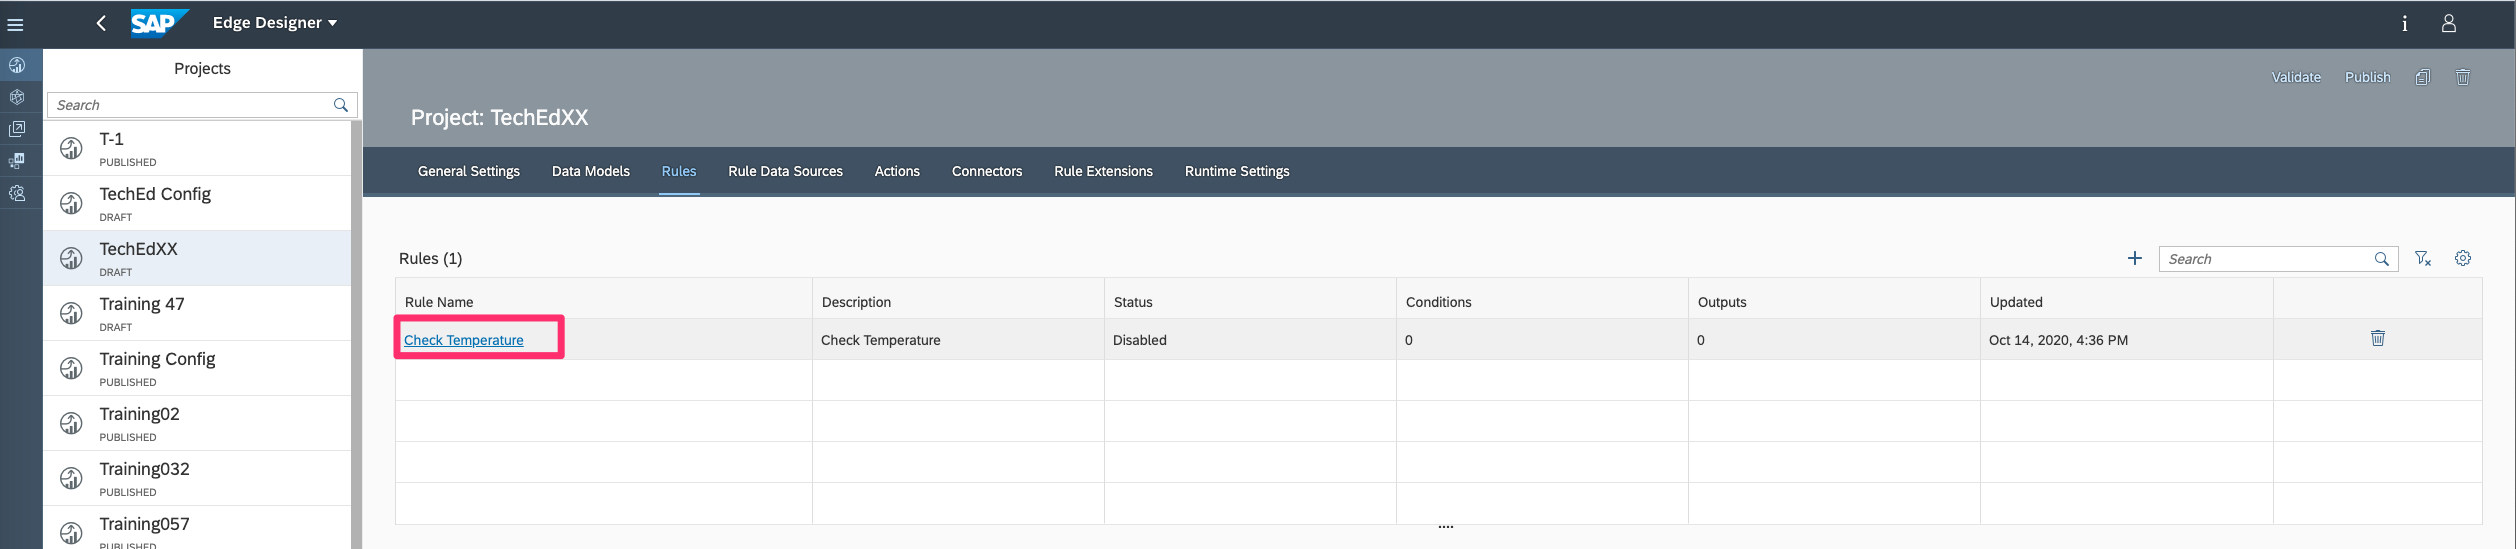 SAP Edge Designer
Projects
Search
T-1
PUBLISHED
TechEd Config
DRAFT
TechEdXX
DRAFT
Training 47
DRAFT
Training Config
PUBLISHED
Training02
PUBLISHED
Training032
PUBLISHED
Training057
PUBLISHED
Validate Publish
Project: TechEdXX
General Settings Data Models Rules Rule Data Sources Actions Connectors Rule Extensions Runtime Settings
Rules (1) Search
Rule Name Description Status Conditions Outputs Updated
Check Temperature Check Temperature Disabled 0 0 Oct 14, 2020, 4:36 PM
....